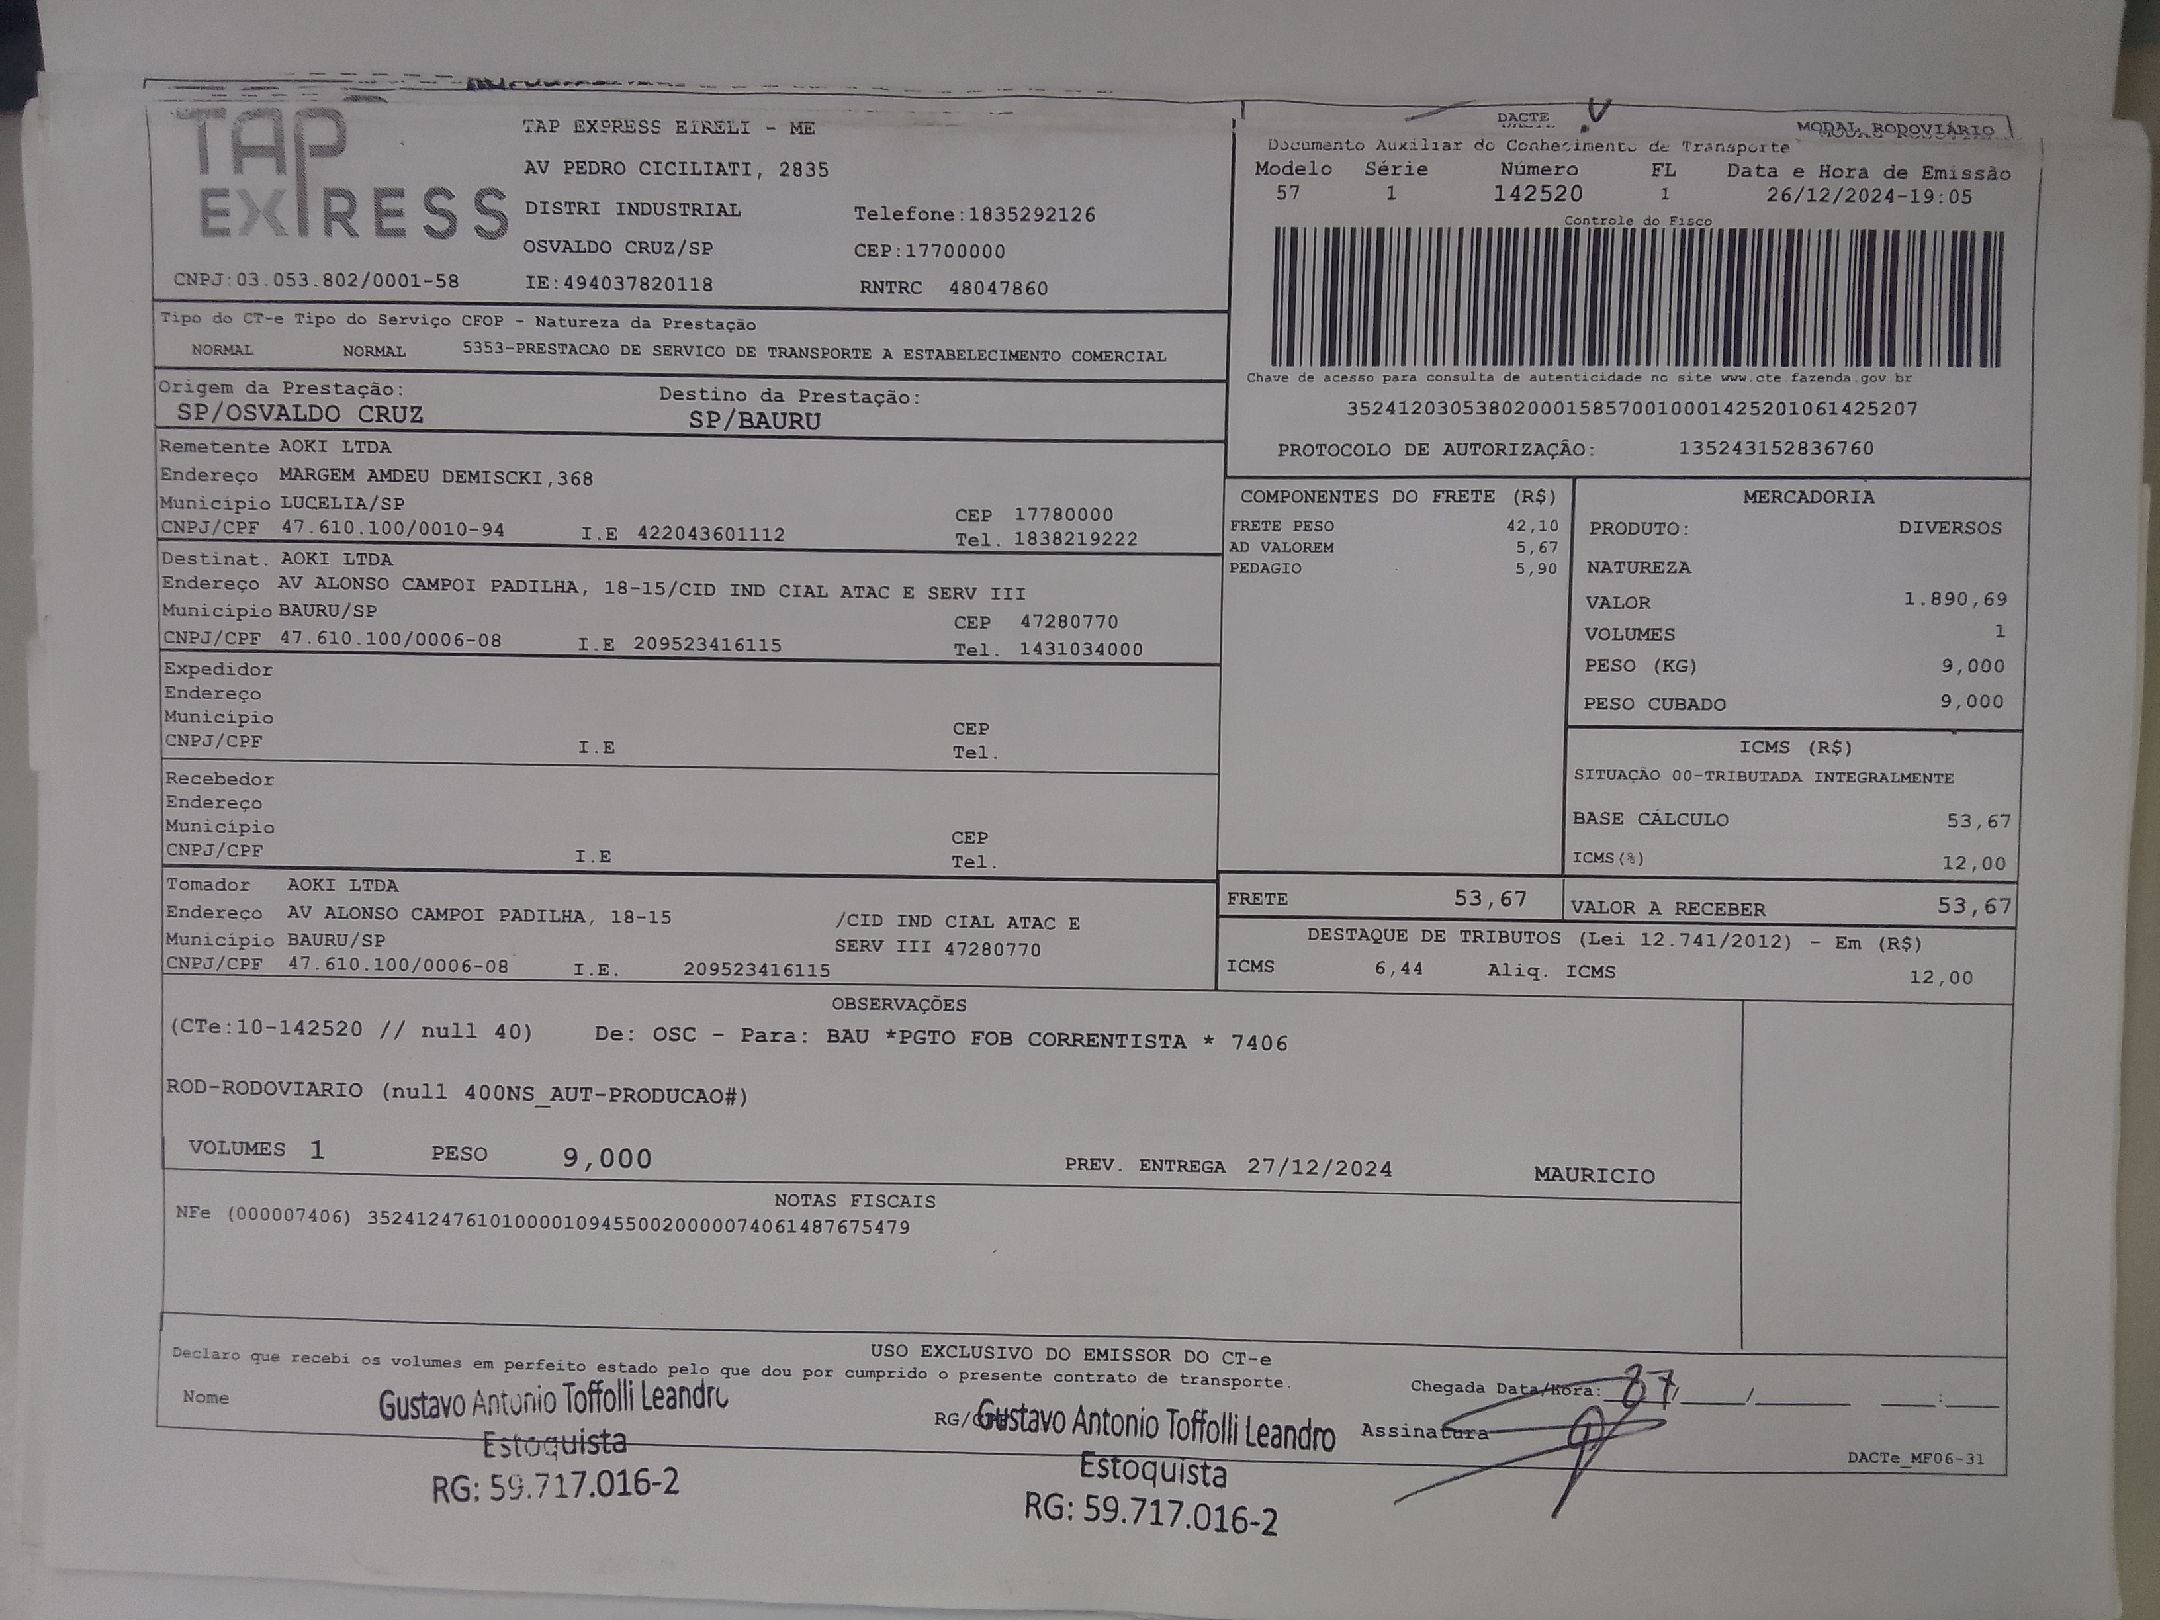 TAP EXPRESS
TAP EXPRESS EIRELI - ME
AV PEDRO CICILIATI, 2835
DISTRI INDUSTRIAL Telefone:1835292126
OSVALDO CRUZ/SP CEP:17700000
CNPJ:03.053.802/0001-58 IE:494037820118 RNTRC 48047860
DACTE MODAL RODOVIÁRIO
Documento Auxiliar do Conhecimento de Transporte
Modelo Série Número FL Data e Hora de Emissão
57 1 142520 1 26/12/2024-19:05
Controle do Fisco
Chave de acesso para consulta de autenticidade no site www.cte.fazenda.gov.br
35241203053802000158570010001425201061425207
PROTOCOLO DE AUTORIZAÇÃO: 135243152836760
Tipo do CT-e Tipo do Serviço CFOP - Natureza da Prestação
NORMAL NORMAL 5353-PRESTACAO DE SERVICO DE TRANSPORTE A ESTABELECIMENTO COMERCIAL
Origem da Prestação: Destino da Prestação:
SP/OSVALDO CRUZ SP/BAURU
Remetente AOKI LTDA
Endereço MARGEM AMDEU DEMISCKI,368
Município LUCELIA/SP CEP 17780000
CNPJ/CPF 47.610.100/0010-94 I.E 422043601112 Tel. 1838219222
Destinat. AOKI LTDA
Endereço AV ALONSO CAMPOI PADILHA, 18-15/CID IND CIAL ATAC E SERV III
Município BAURU/SP CEP 47280770
CNPJ/CPF 47.610.100/0006-08 I.E 209523416115 Tel. 1431034000
Expedidor
Endereço
Município CEP
CNPJ/CPF I.E Tel.
Recebedor
Endereço
Município CEP
CNPJ/CPF I.E Tel.
Tomador AOKI LTDA
Endereço AV ALONSO CAMPOI PADILHA, 18-15 /CID IND CIAL ATAC E
Município BAURU/SP SERV III 47280770
CNPJ/CPF 47.610.100/0006-08 I.E. 209523416115
COMPONENTES DO FRETE (R$)
FRETE PESO 42,10
AD VALOREM 5,67
PEDAGIO 5,90
MERCADORIA
PRODUTO: DIVERSOS
NATUREZA
VALOR 1.890,69
VOLUMES 1
PESO (KG) 9,000
PESO CUBADO 9,000
ICMS (R$)
SITUAÇÃO 00-TRIBUTADA INTEGRALMENTE
BASE CÁLCULO 53,67
ICMS(%) 12,00
FRETE 53,67 VALOR A RECEBER 53,67
DESTAQUE DE TRIBUTOS (Lei 12.741/2012) - Em (R$)
ICMS 6,44 Aliq. ICMS 12,00
OBSERVAÇÕES
(CTe:10-142520 // null 40) De: OSC - Para: BAU *PGTO FOB CORRENTISTA * 7406
ROD-RODOVIARIO (null 400NS_AUT-PRODUCAO#)
VOLUMES 1 PESO 9,000 PREV. ENTREGA 27/12/2024 MAURICIO
NOTAS FISCAIS
NFe (000007406) 35241247610100001094550020000074061487675479
USO EXCLUSIVO DO EMISSOR DO CT-e
Declaro que recebi os volumes em perfeito estado pelo que dou por cumprido o presente contrato de transporte.
Nome Gustavo Antonio Toffolli Leandro
Estoquista
RG: 59.717.016-2
RG/ Gustavo Antonio Toffolli Leandro
Estoquista
RG: 59.717.016-2
Chegada Data/Hora: / / :
Assinatura
DACTe_MF06-31